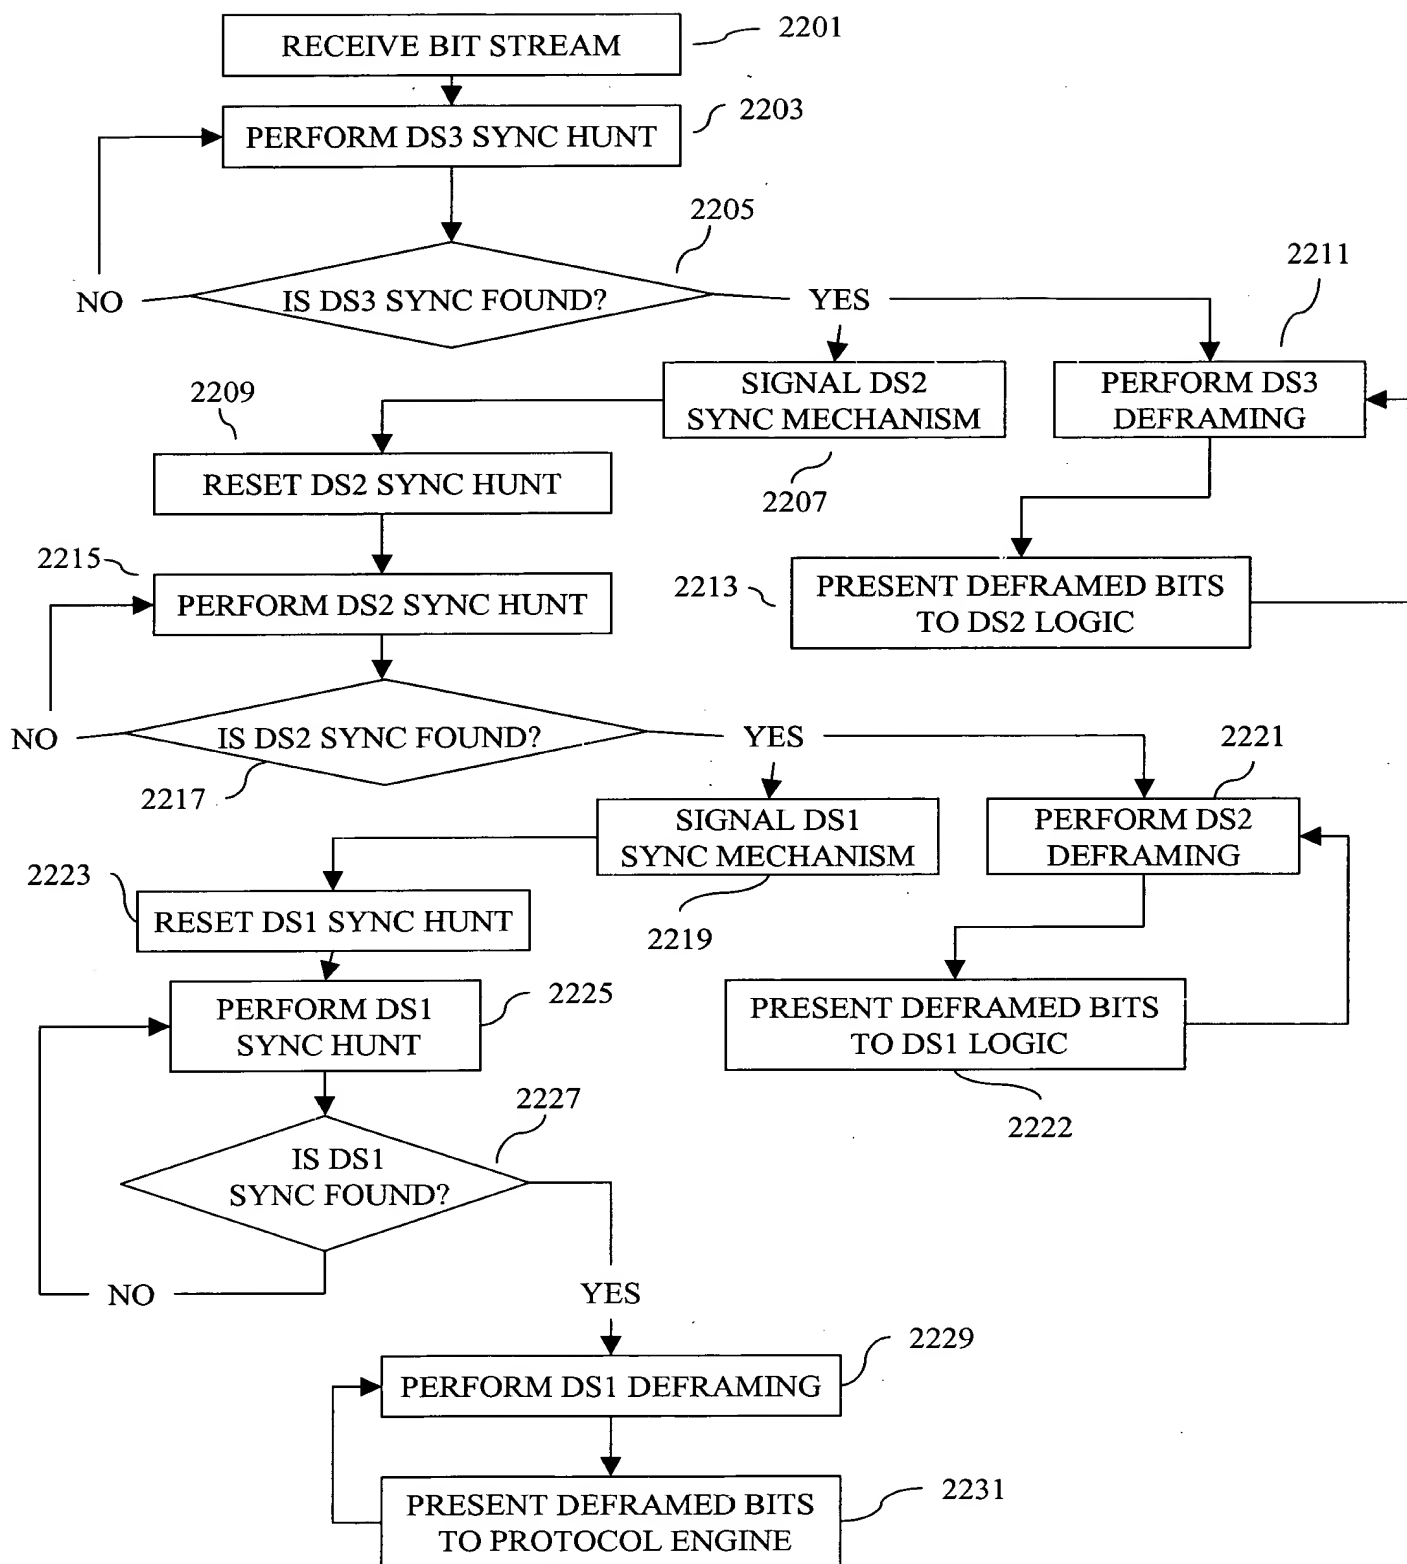 RECEIVE BIT STREAM
2201
PERFORM DS3 SYNC HUNT
2203
IS DS3 SYNC FOUND?
2205
NO
YES
2211
SIGNAL DS2
SYNC MECHANISM
2207
PERFORM DS3
DEFRAMING
2209
RESET DS2 SYNC HUNT
2213
PRESENT DEFRAMED BITS
TO DS2 LOGIC
2215
PERFORM DS2 SYNC HUNT
NO
IS DS2 SYNC FOUND?
2217
YES
2221
SIGNAL DS1
SYNC MECHANISM
2219
PERFORM DS2
DEFRAMING
2223
RESET DS1 SYNC HUNT
PERFORM DS1
SYNC HUNT
2225
PRESENT DEFRAMED BITS
TO DS1 LOGIC
2222
2227
IS DS1
SYNC FOUND?
NO
YES
2229
PERFORM DS1 DEFRAMING
2231
PRESENT DEFRAMED BITS
TO PROTOCOL ENGINE